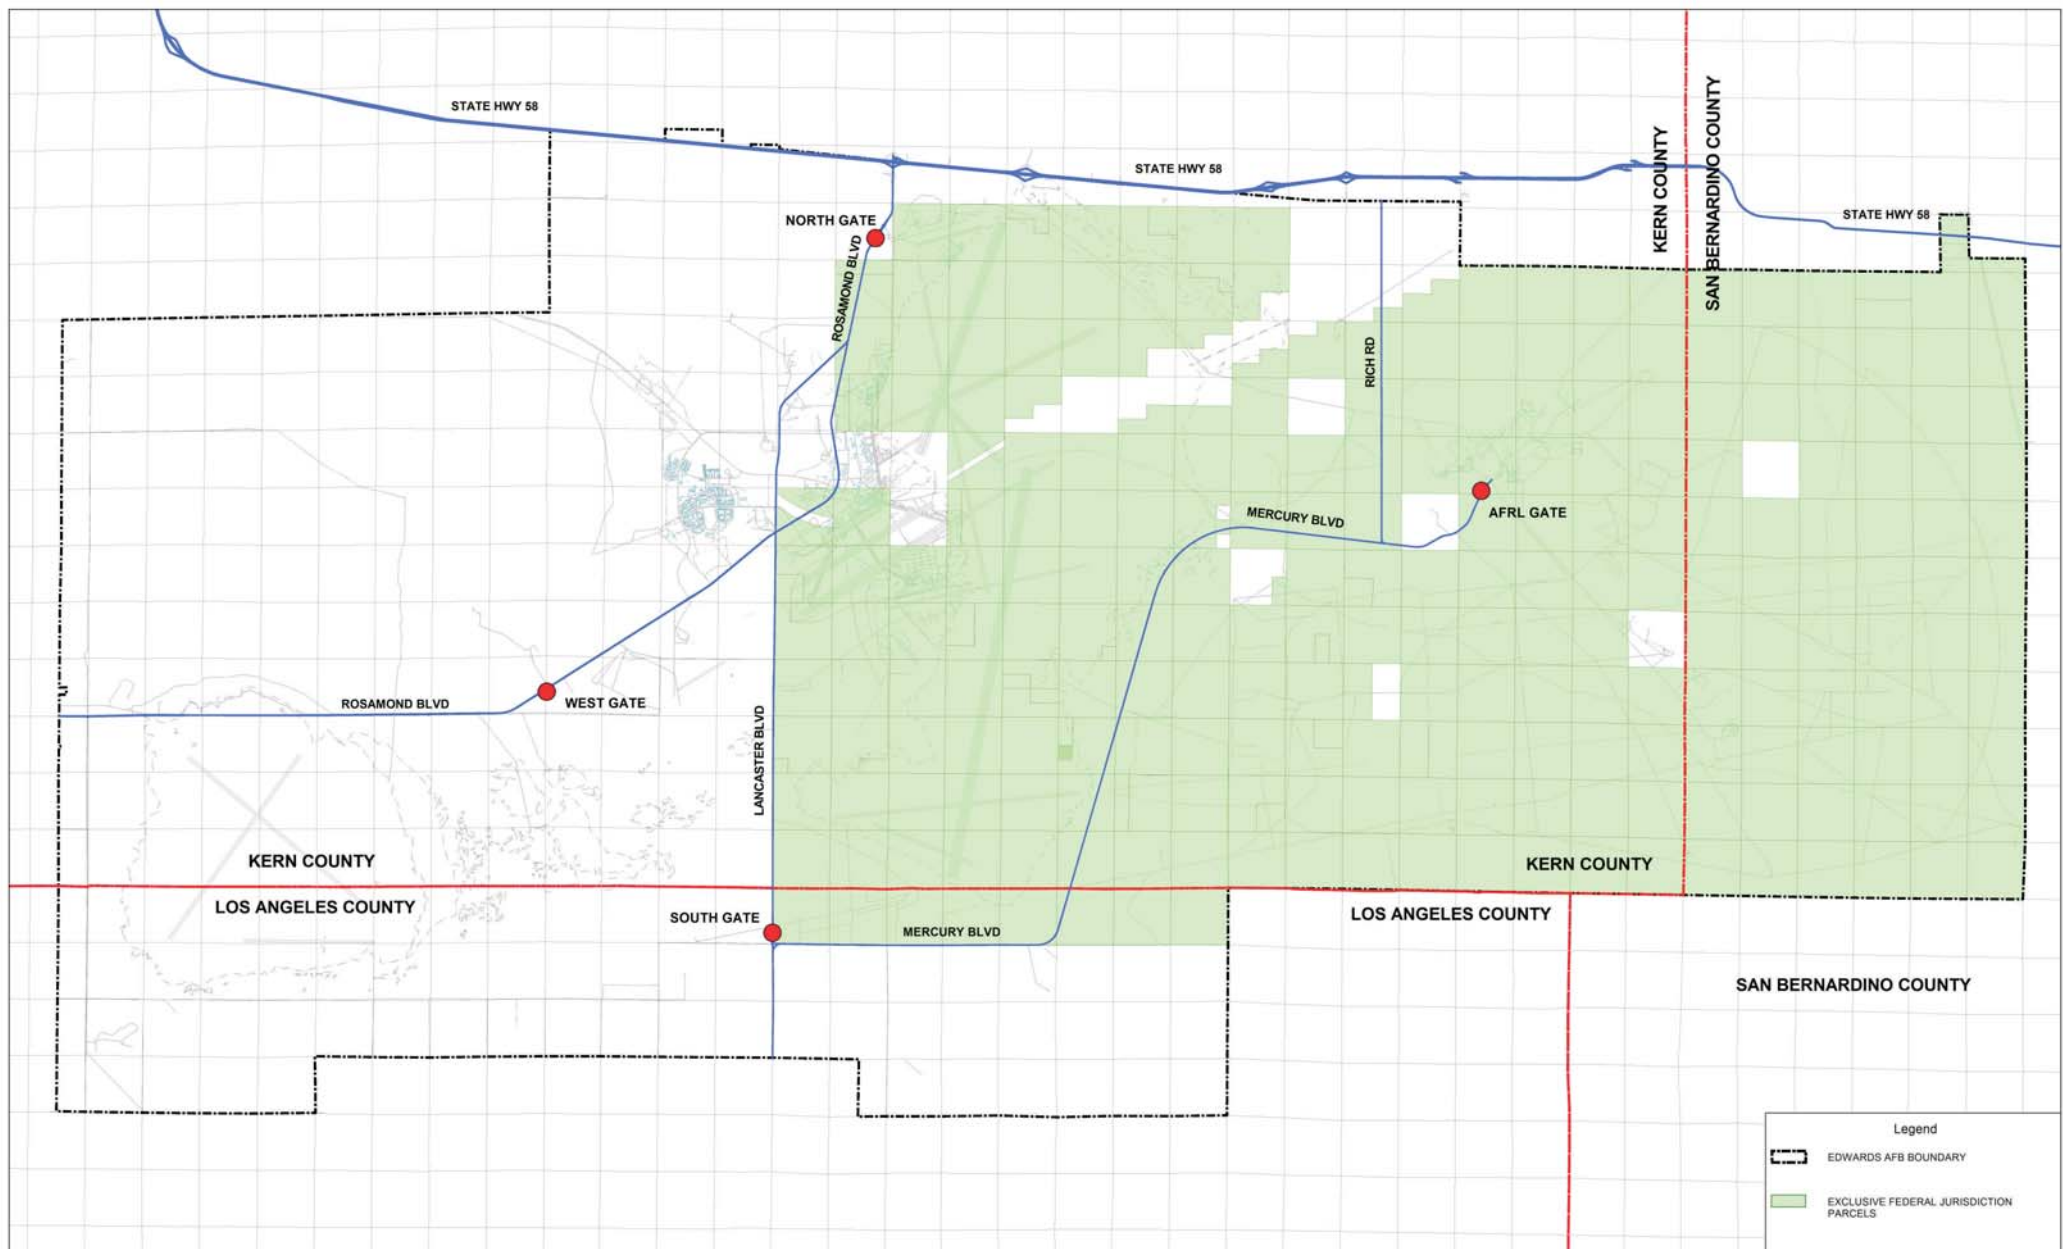 STATE HWY 58
STATE HWY 58
KERN COUNTY
SAN BERNARDINO COUNTY
STATE HWY 58
NORTH GATE
ROSAMOND BLVD
RICH RD
MERCURY BLVD
AFRL GATE
ROSAMOND BLVD
WEST GATE
LANCASTER BLVD
KERN COUNTY
KERN COUNTY
LOS ANGELES COUNTY
LOS ANGELES COUNTY
SOUTH GATE
MERCURY BLVD
SAN BERNARDINO COUNTY
Legend
EDWARDS AFB BOUNDARY
EXCLUSIVE FEDERAL JURISDICTION
PARCELS